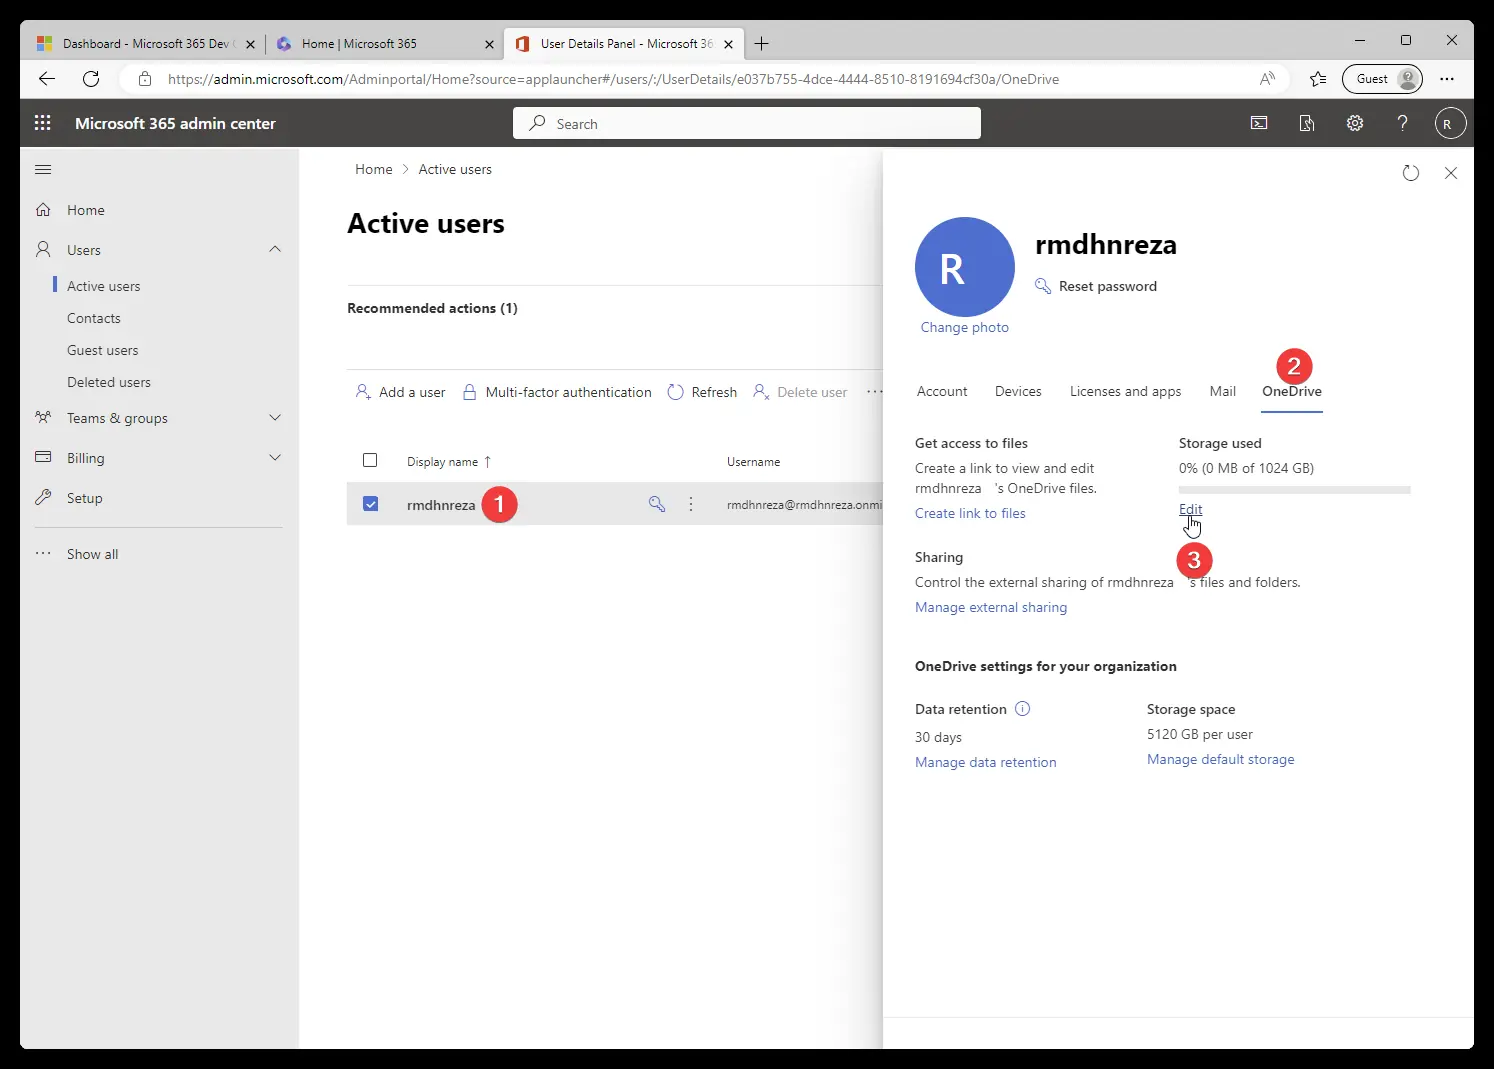 Dashboard - Microsoft 365 Dev
Home | Microsoft 365
User Details Panel - Microsoft 36
https://admin.microsoft.com/Adminportal/Home?source=applauncher#/users/:/UserDetails/e037b755-4dce-4444-8510-8191694cf30a/OneDrive
Guest
Microsoft 365 admin center
Search
R
Home
Users
Active users
Contacts
Guest users
Deleted users
Teams & groups
Billing
Setup
Show all
Home > Active users
Active users
Recommended actions (1)
Add a user
Multi-factor authentication
Refresh
Delete user
Display name ↑
Username
rmdhnreza
1
rmdhnreza@rmdhnreza.onmi
R
rmdhnreza
Reset password
Change photo
2
Account
Devices
Licenses and apps
Mail
OneDrive
Get access to files
Create a link to view and edit
rmdhnreza 's OneDrive files.
Create link to files
Storage used
0% (0 MB of 1024 GB)
Edit
3
Sharing
Control the external sharing of rmdhnreza 's files and folders.
Manage external sharing
OneDrive settings for your organization
Data retention
30 days
Manage data retention
Storage space
5120 GB per user
Manage default storage